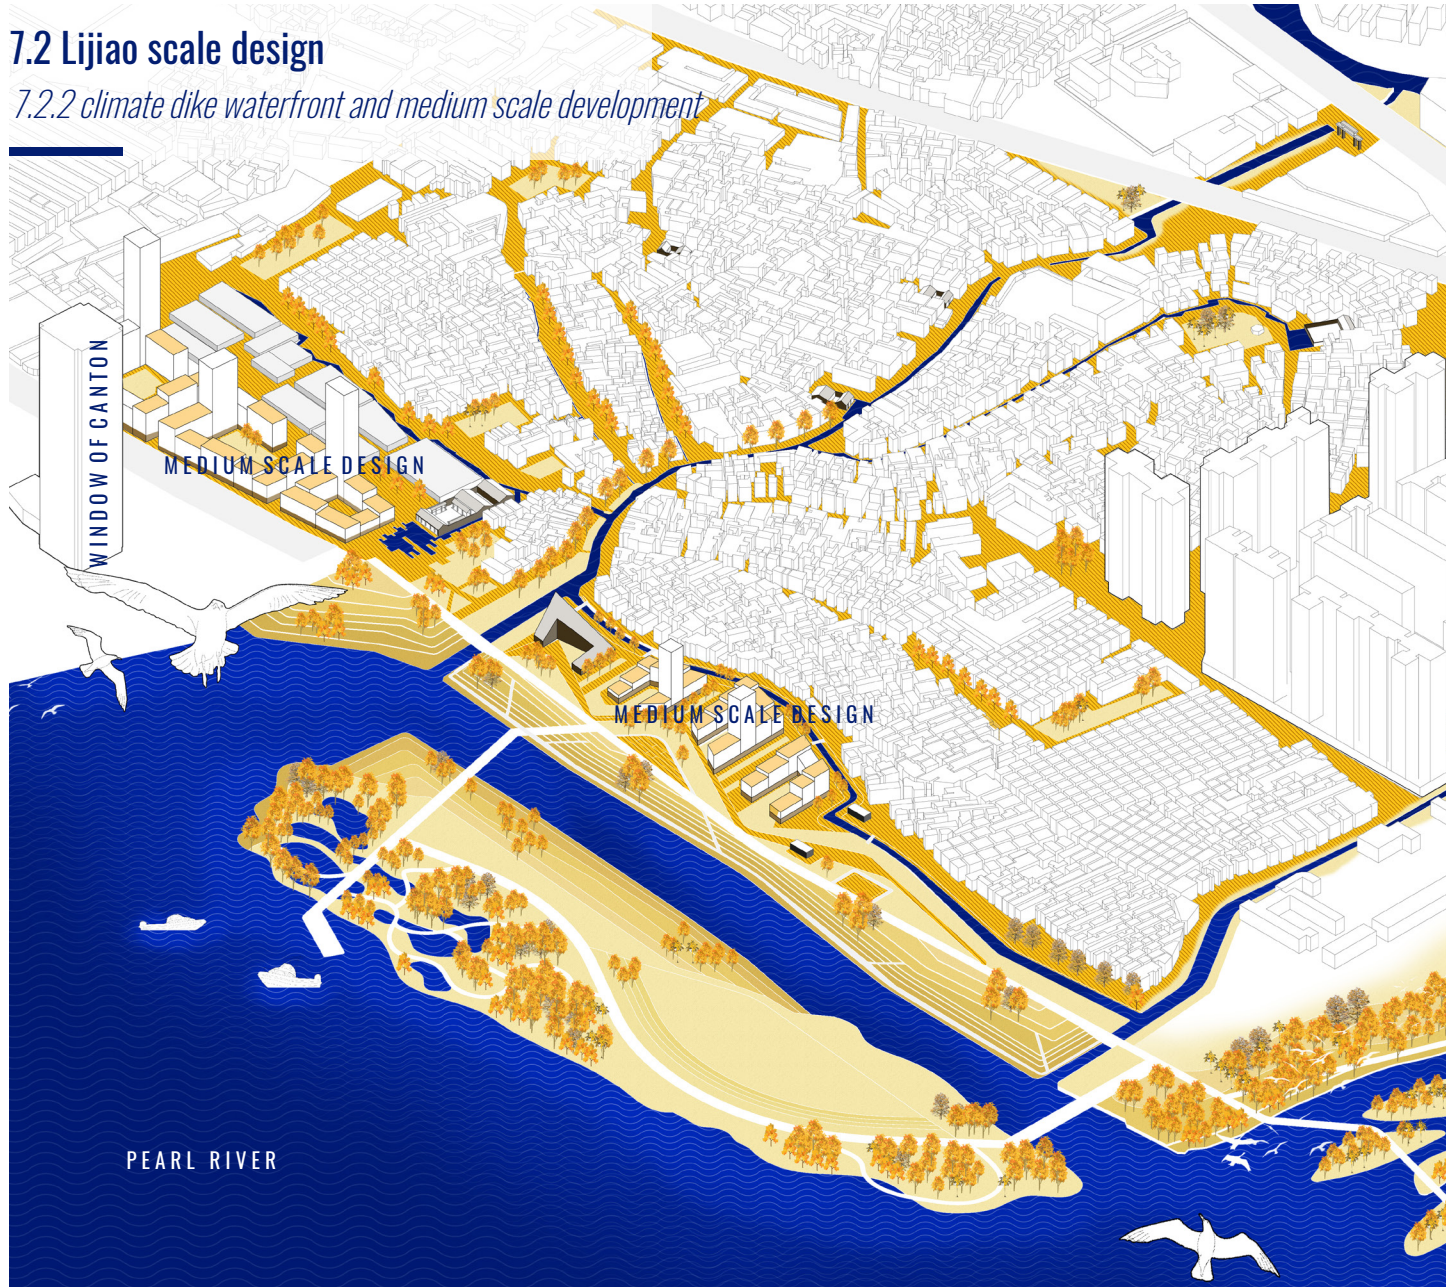 7.2 Lijiao scale design
7.2.2 climate dike waterfront and medium scale development
WINDOW OF CANTON
MEDIUM SCALE DESIGN
MEDIUM SCALE DESIGN
PEARL RIVER